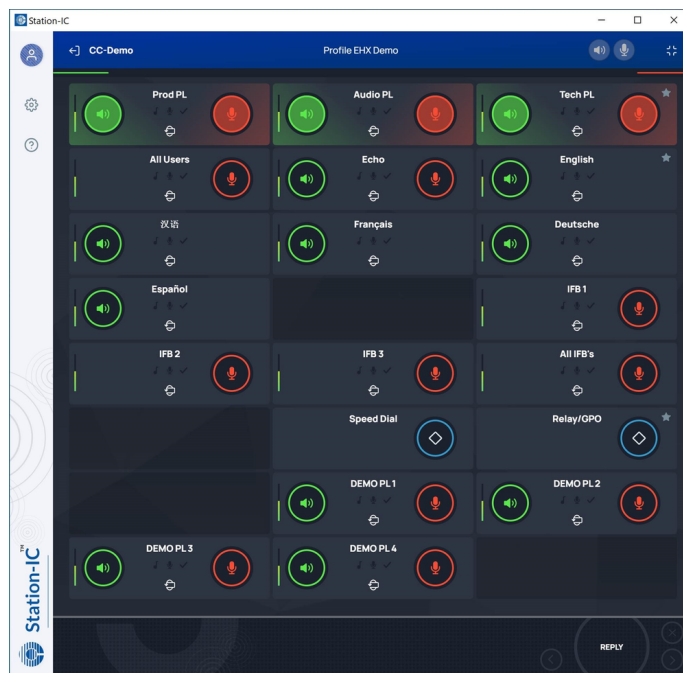 Station-IC
CC-Demo
Profile EHX Demo
Prod PL
Audio PL
Tech PL
All Users
Echo
English
汉语
Français
Deutsche
Español
IFB 1
IFB 2
IFB 3
All IFB's
Speed Dial
Relay/GPO
DEMO PL 1
DEMO PL 2
DEMO PL 3
DEMO PL 4
Station-IC™
REPLY